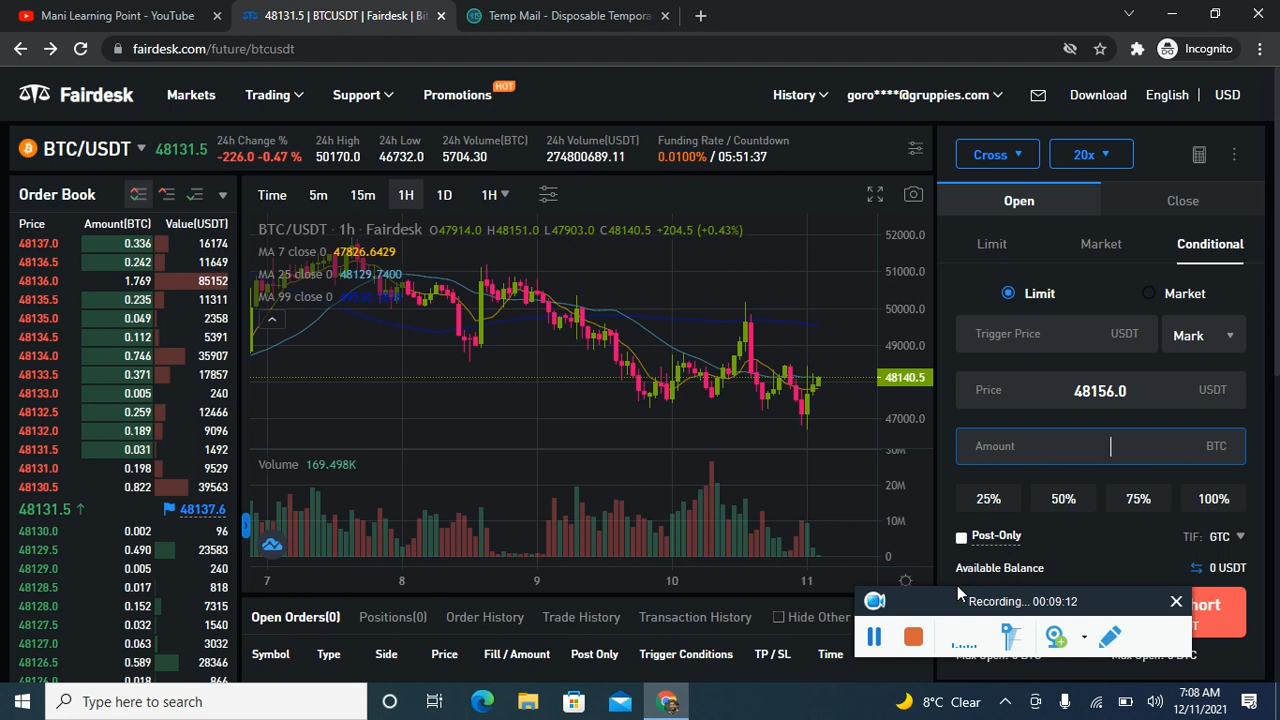 Mani Learning Point - YouTube
48131.5 | BTCUSDT | Fairdesk | Bit
Temp Mail - Disposable Tempora
fairdesk.com/future/btcusdt
Incognito
Fairdesk
Markets
Trading
Support
Promotions
HOT
History
goro****@gruppies.com
Download
English
USD
BTC/USDT
48131.5
24h Change %
-226.0 -0.47 %
24h High
50170.0
24h Low
46732.0
24h Volume(BTC)
5704.30
24h Volume(USDT)
274800689.11
Funding Rate / Countdown
0.0100% / 05:51:37
Order Book
Price Amount(BTC) Value(USDT)
48137.0 0.336 16174
48136.5 0.242 11649
48136.0 1.769 85152
48135.5 0.235 11311
48135.0 0.049 2358
48134.5 0.112 5391
48134.0 0.746 35907
48133.5 0.371 17857
48133.0 0.005 240
48132.5 0.259 12466
48132.0 0.189 9096
48131.5 0.031 1492
48131.0 0.198 9529
48130.5 0.822 39563
48131.5 48137.6
48130.0 0.002 96
48129.5 0.490 23583
48129.0 0.005 240
48128.5 0.017 818
48128.0 0.152 7315
48127.5 0.032 1540
48127.0 0.063 3032
48126.5 0.589 28346
48126.0 0.018 866
Time 5m 15m 1H 1D 1H
BTC/USDT · 1h · Fairdesk O47914.0 H48151.0 L47903.0 C48140.5 +204.5 (+0.43%)
MA 7 close 0 47826.6429
MA 25 close 0 48129.7400
MA 99 close 0
52000.0
51000.0
50000.0
49000.0
48140.5
47000.0
Volume 169.498K
30M
20M
10M
0
7 8 9 10 11
Open Orders(0) Positions(0) Order History Trade History Transaction History Hide Other
Symbol Type Side Price Fill / Amount Post Only Trigger Conditions TP / SL Time
Cross
20x
Open
Close
Limit
Market
Conditional
Limit
Market
Trigger Price USDT
Mark
Price 48156.0 USDT
Amount BTC
25% 50% 75% 100%
Post-Only
TIF: GTC
Available Balance
0 USDT
Recording... 00:09:12
Type here to search
8°C Clear
7:08 AM
12/11/2021